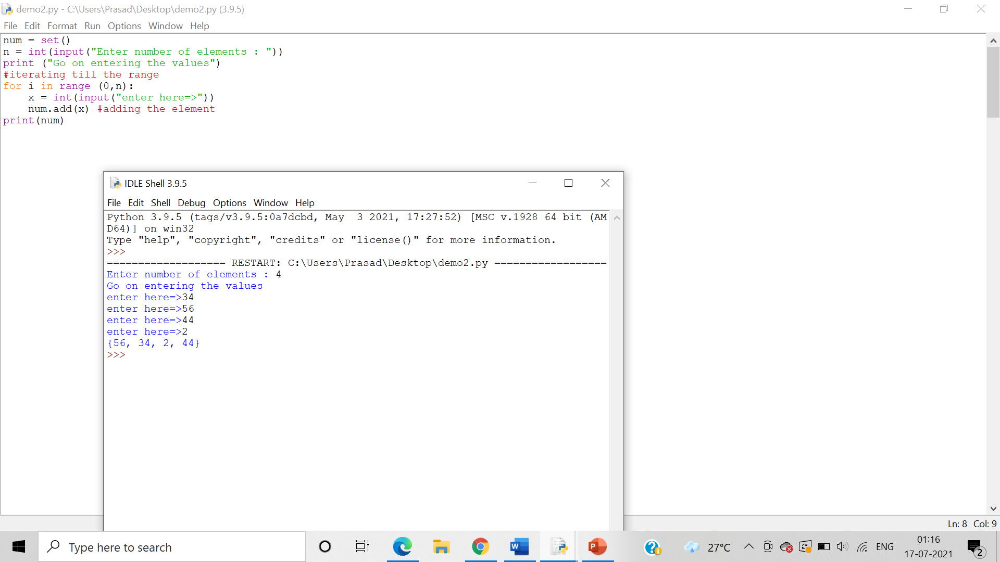 demo2.py - C:\Users\Prasad\Desktop\demo2.py (3.9.5)
File Edit Format Run Options Window Help
num = set()
n = int(input("Enter number of elements : "))
print ("Go on entering the values")
#iterating till the range
for i in range (0,n):
    x = int(input("enter here=>"))
    num.add(x) #adding the element
print(num)
IDLE Shell 3.9.5
File Edit Shell Debug Options Window Help
Python 3.9.5 (tags/v3.9.5:0a7dcbd, May  3 2021, 17:27:52) [MSC v.1928 64 bit (AM
D64)] on win32
Type "help", "copyright", "credits" or "license()" for more information.
>>>
=================== RESTART: C:\Users\Prasad\Desktop\demo2.py ==================
Enter number of elements : 4
Go on entering the values
enter here=>34
enter here=>56
enter here=>44
enter here=>2
{56, 34, 2, 44}
>>>
Ln: 8 Col: 9
Type here to search
27°C
ENG
01:16
17-07-2021
2